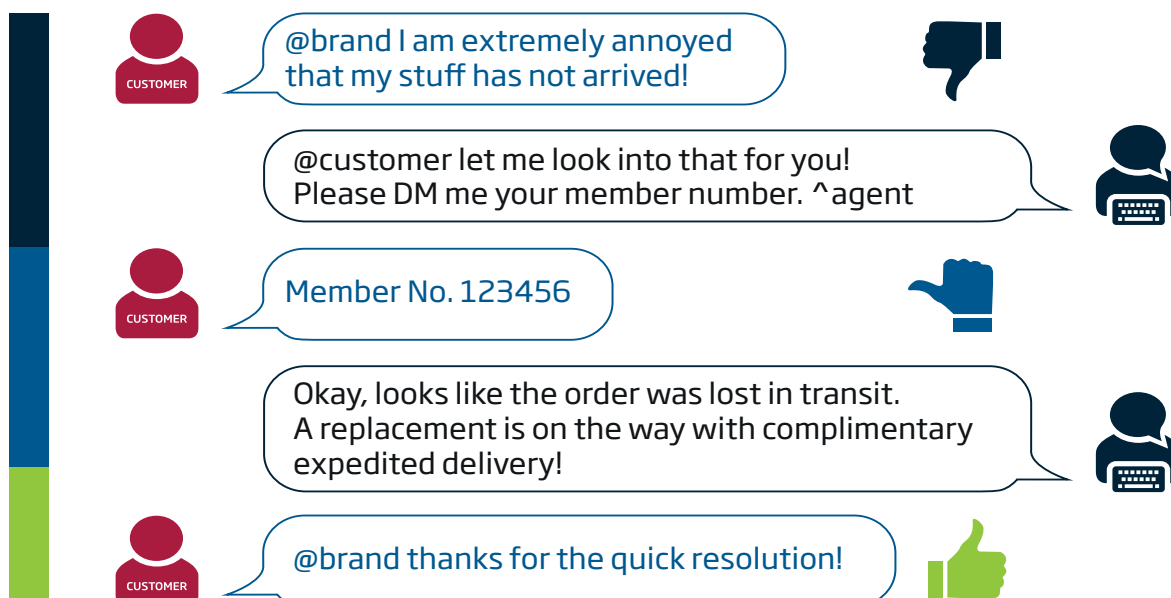 CUSTOMER
@brand I am extremely annoyed
that my stuff has not arrived!
@customer let me look into that for you!
Please DM me your member number. ^agent
CUSTOMER
Member No. 123456
Okay, looks like the order was lost in transit.
A replacement is on the way with complimentary
expedited delivery!
CUSTOMER
@brand thanks for the quick resolution!